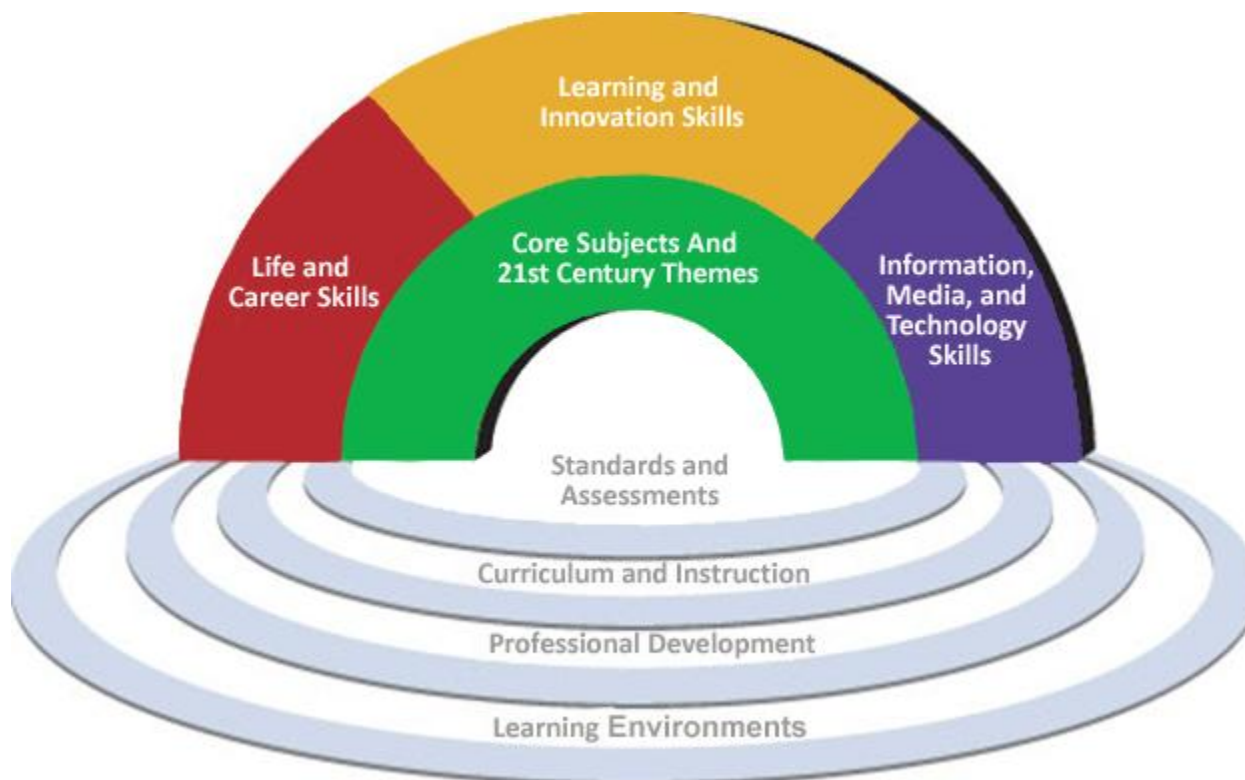 Learning and
Innovation Skills
Life and
Career Skills
Core Subjects And
21st Century Themes
Information,
Media, and
Technology
Skills
Standards and
Assessments
Curriculum and Instruction
Professional Development
Learning Environments